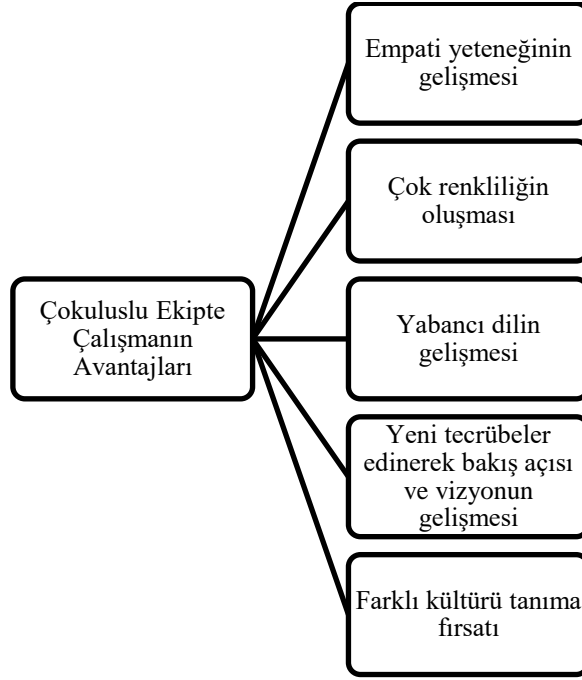 Empati yeteneğinin
gelişmesi
Çok renkliliğin
oluşması
Çokuluslu Ekipte
Çalışmanın
Avantajları
Yabancı dilin
gelişmesi
Yeni tecrübeler
edinerek bakış açısı
ve vizyonun
gelişmesi
Farklı kültürü tanıma
fırsatı